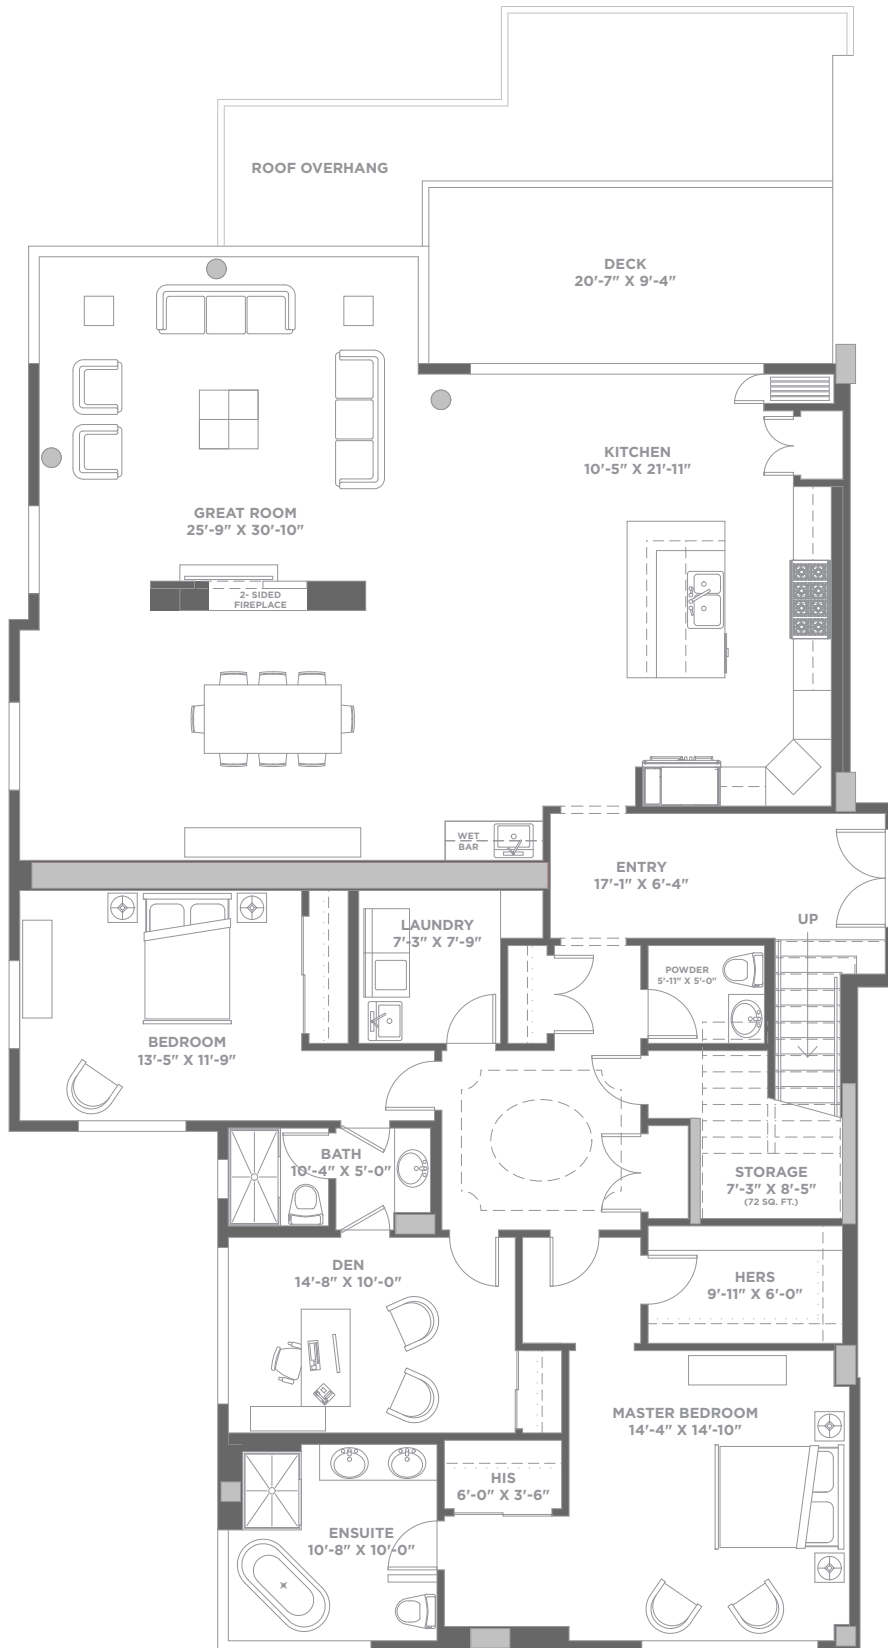 ROOF OVERHANG
DECK
20'-7" X 9'-4"
KITCHEN
10'-5" X 21'-11"
GREAT ROOM
25'-9" X 30'-10"
2- SIDED
FIREPLACE
WET
BAR
ENTRY
17'-1" X 6'-4"
UP
LAUNDRY
7'-3" X 7'-9"
POWDER
5'-11" X 5'-0"
BEDROOM
13'-5" X 11'-9"
BATH
10'-4" X 5'-0"
STORAGE
7'-3" X 8'-5"
(72 SQ. FT.)
DEN
14'-8" X 10'-0"
HERS
9'-11" X 6'-0"
MASTER BEDROOM
14'-4" X 14'-10"
HIS
6'-0" X 3'-6"
ENSUITE
10'-8" X 10'-0"